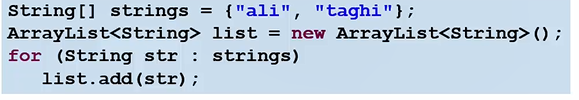 String[] strings = {"ali", "taghi"};
ArrayList<String> list = new ArrayList<String>();
for (String str : strings)
   list.add(str);